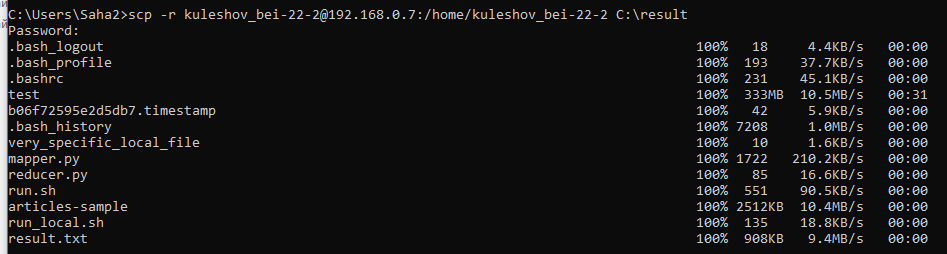 C:\Users\Saha2>scp -r kuleshov_bei-22-2@192.168.0.7:/home/kuleshov_bei-22-2 C:\result
Password:
.bash_logout 100% 18 4.4KB/s 00:00
.bash_profile 100% 193 37.7KB/s 00:00
.bashrc 100% 231 45.1KB/s 00:00
test 100% 333MB 10.5MB/s 00:31
b06f72595e2d5db7.timestamp 100% 42 5.9KB/s 00:00
.bash_history 100% 7208 1.0MB/s 00:00
very_specific_local_file 100% 10 1.6KB/s 00:00
mapper.py 100% 1722 210.2KB/s 00:00
reducer.py 100% 85 16.6KB/s 00:00
run.sh 100% 551 90.5KB/s 00:00
articles-sample 100% 2512KB 10.4MB/s 00:00
run_local.sh 100% 135 18.8KB/s 00:00
result.txt 100% 908KB 9.4MB/s 00:00